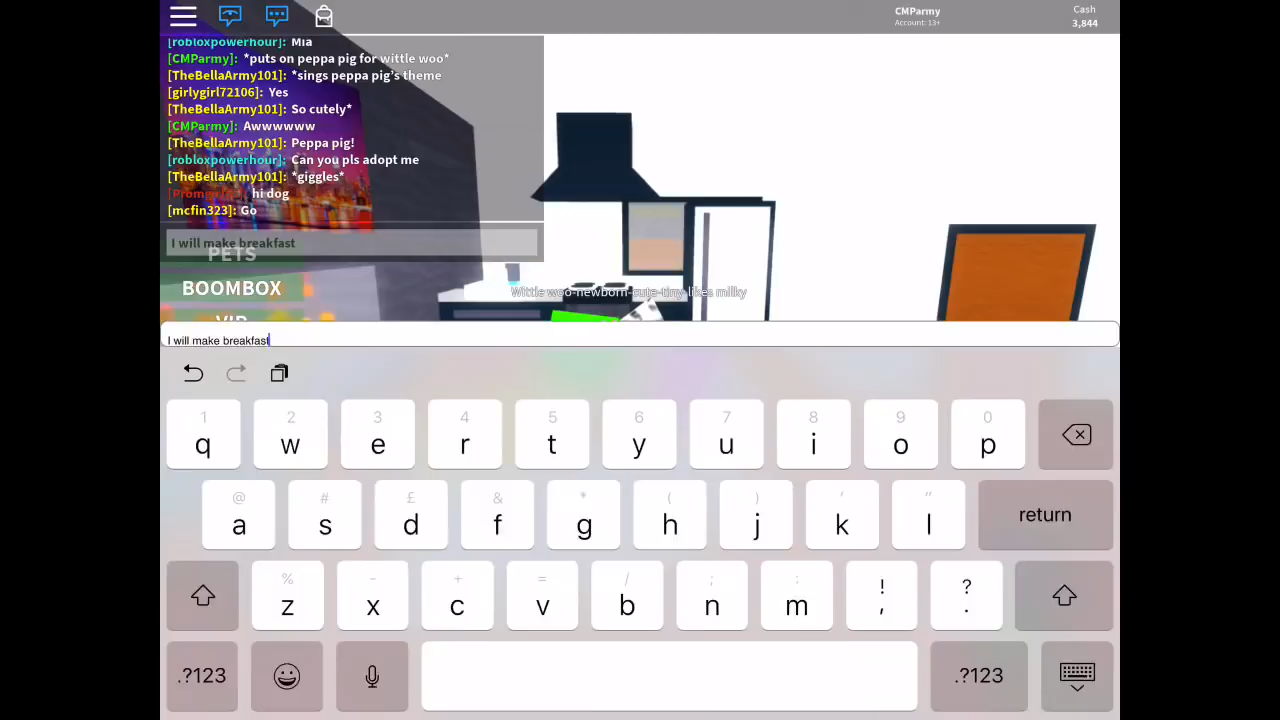 CMParmy
Account: 13+
Cash
3,844
[robloxpowerhour]: Mia
[CMParmy]: *puts on peppa pig for wittle woo*
[TheBellaArmy101]: *sings peppa pig's theme
[girlygirl72106]: Yes
[TheBellaArmy101]: So cutely*
[CMParmy]: Awwwwww
[TheBellaArmy101]: Peppa pig!
[robloxpowerhour]: Can you pls adopt me
[TheBellaArmy101]: *giggles*
hi dog
[mcfin323]: Go
I will make breakfast
PETS
BOOMBOX
VIP
Wittle woo-newborn-cute-tiny-likes milky
I will make breakfast
1 2 3 4 5 6 7 8 9 0
q w e r t y u i o p
@ # £ & * ( ) ' "
a s d f g h j k l return
% - + = / ; : ! ?
z x c v b n m , .
.?123 .?123